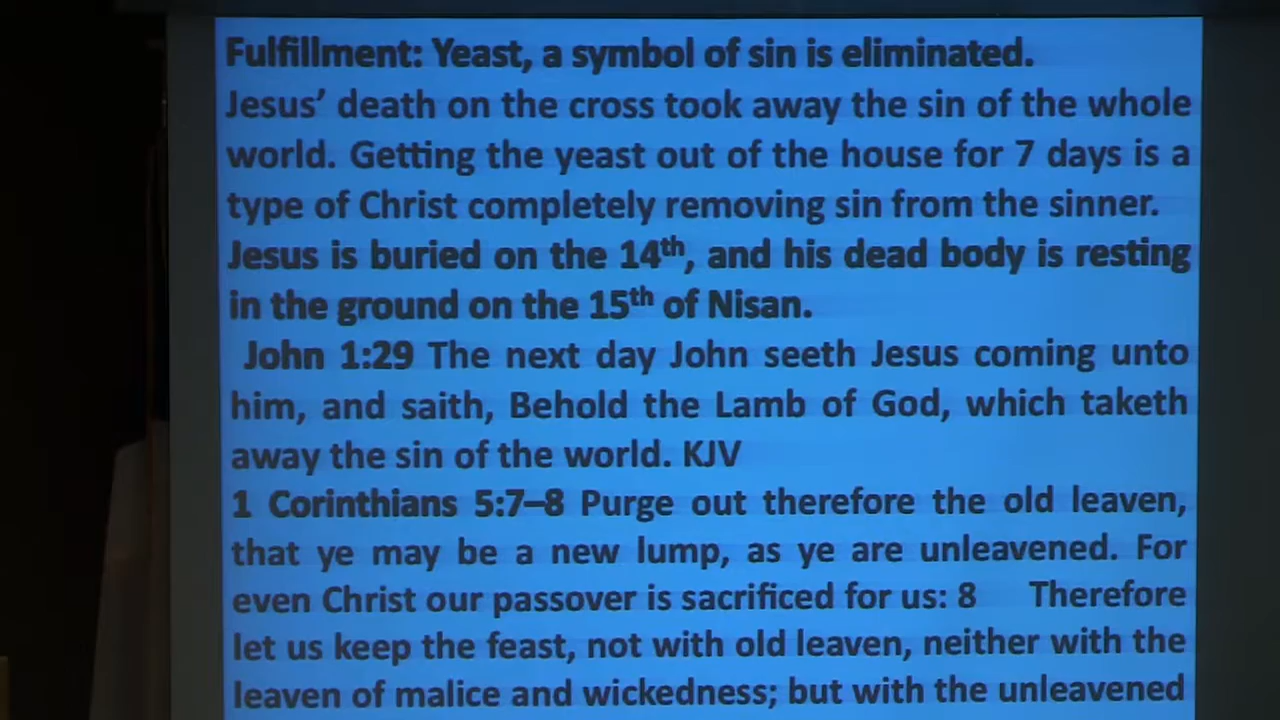 Fulfillment: Yeast, a symbol of sin is eliminated.
Jesus’ death on the cross took away the sin of the whole
world. Getting the yeast out of the house for 7 days is a
type of Christ completely removing sin from the sinner.
Jesus is buried on the 14th, and his dead body is resting
in the ground on the 15th of Nisan.
John 1:29 The next day John seeth Jesus coming unto
him, and saith, Behold the Lamb of God, which taketh
away the sin of the world. KJV
1 Corinthians 5:7–8 Purge out therefore the old leaven,
that ye may be a new lump, as ye are unleavened. For
even Christ our passover is sacrificed for us: 8 Therefore
let us keep the feast, not with old leaven, neither with the
leaven of malice and wickedness; but with the unleavened